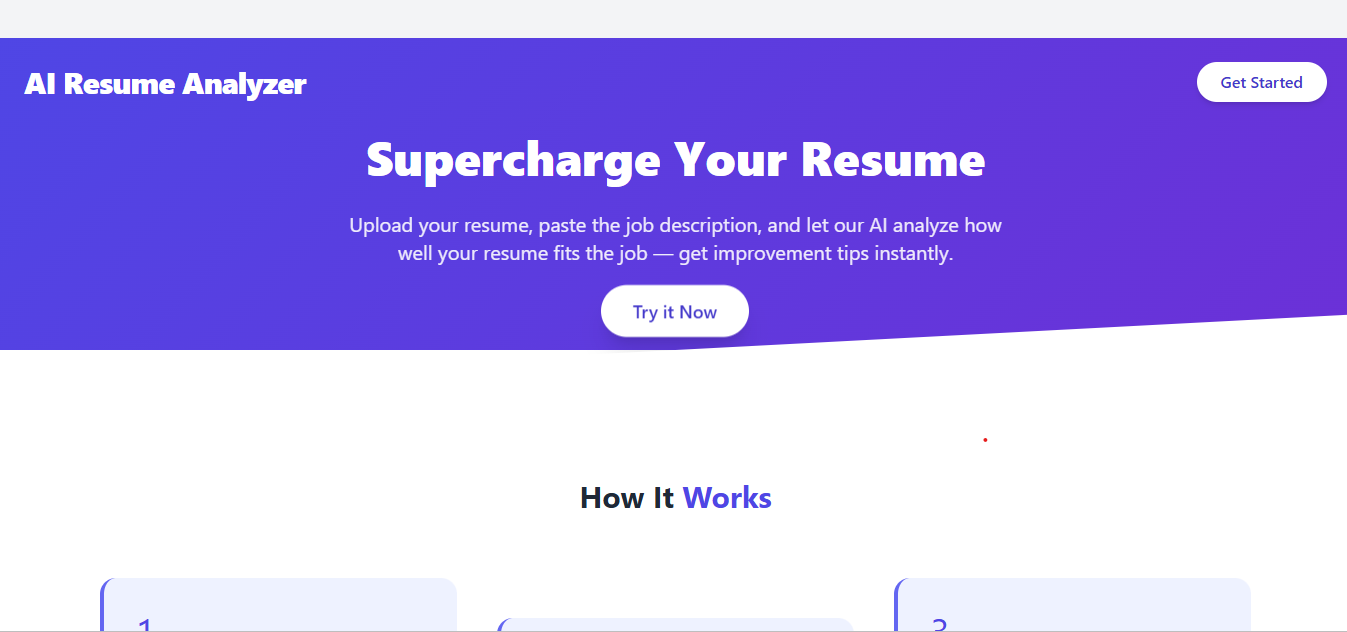 AI Resume Analyzer
Get Started
Supercharge Your Resume
Upload your resume, paste the job description, and let our AI analyze how
well your resume fits the job — get improvement tips instantly.
Try it Now
How It Works
1
3